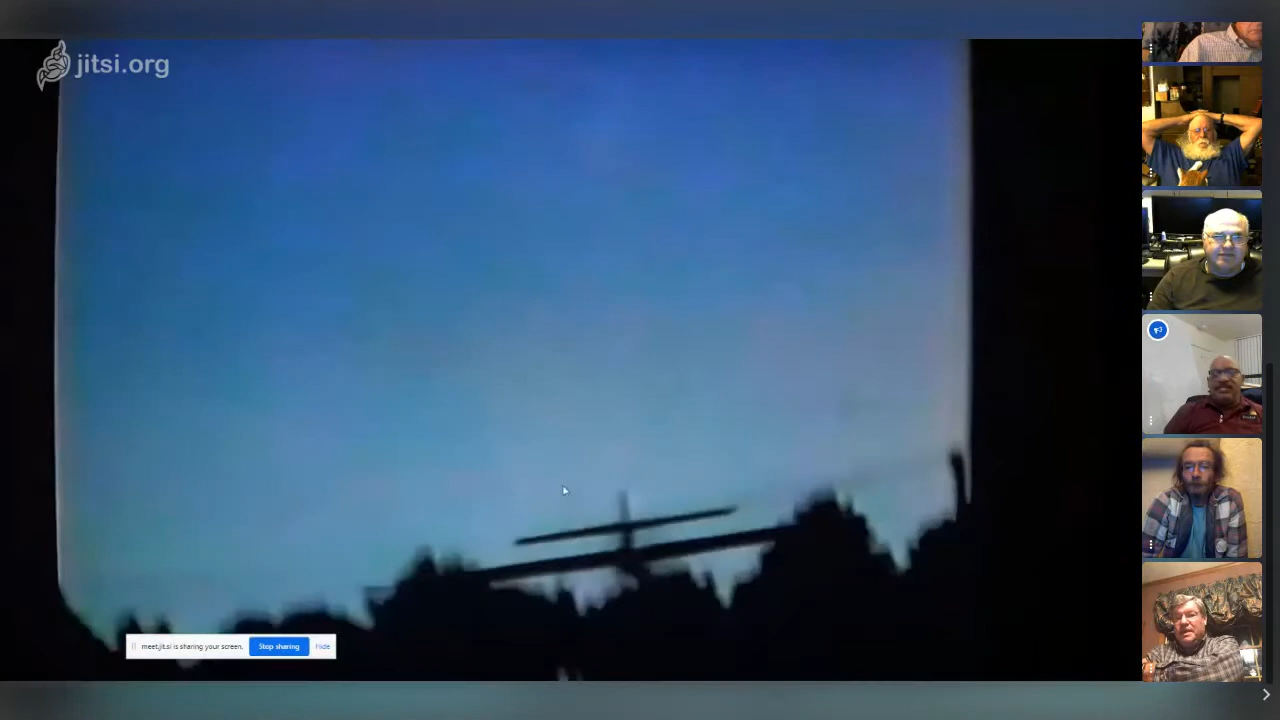 jitsi.org
meet.jit.si is sharing your screen.
Stop sharing
Hide